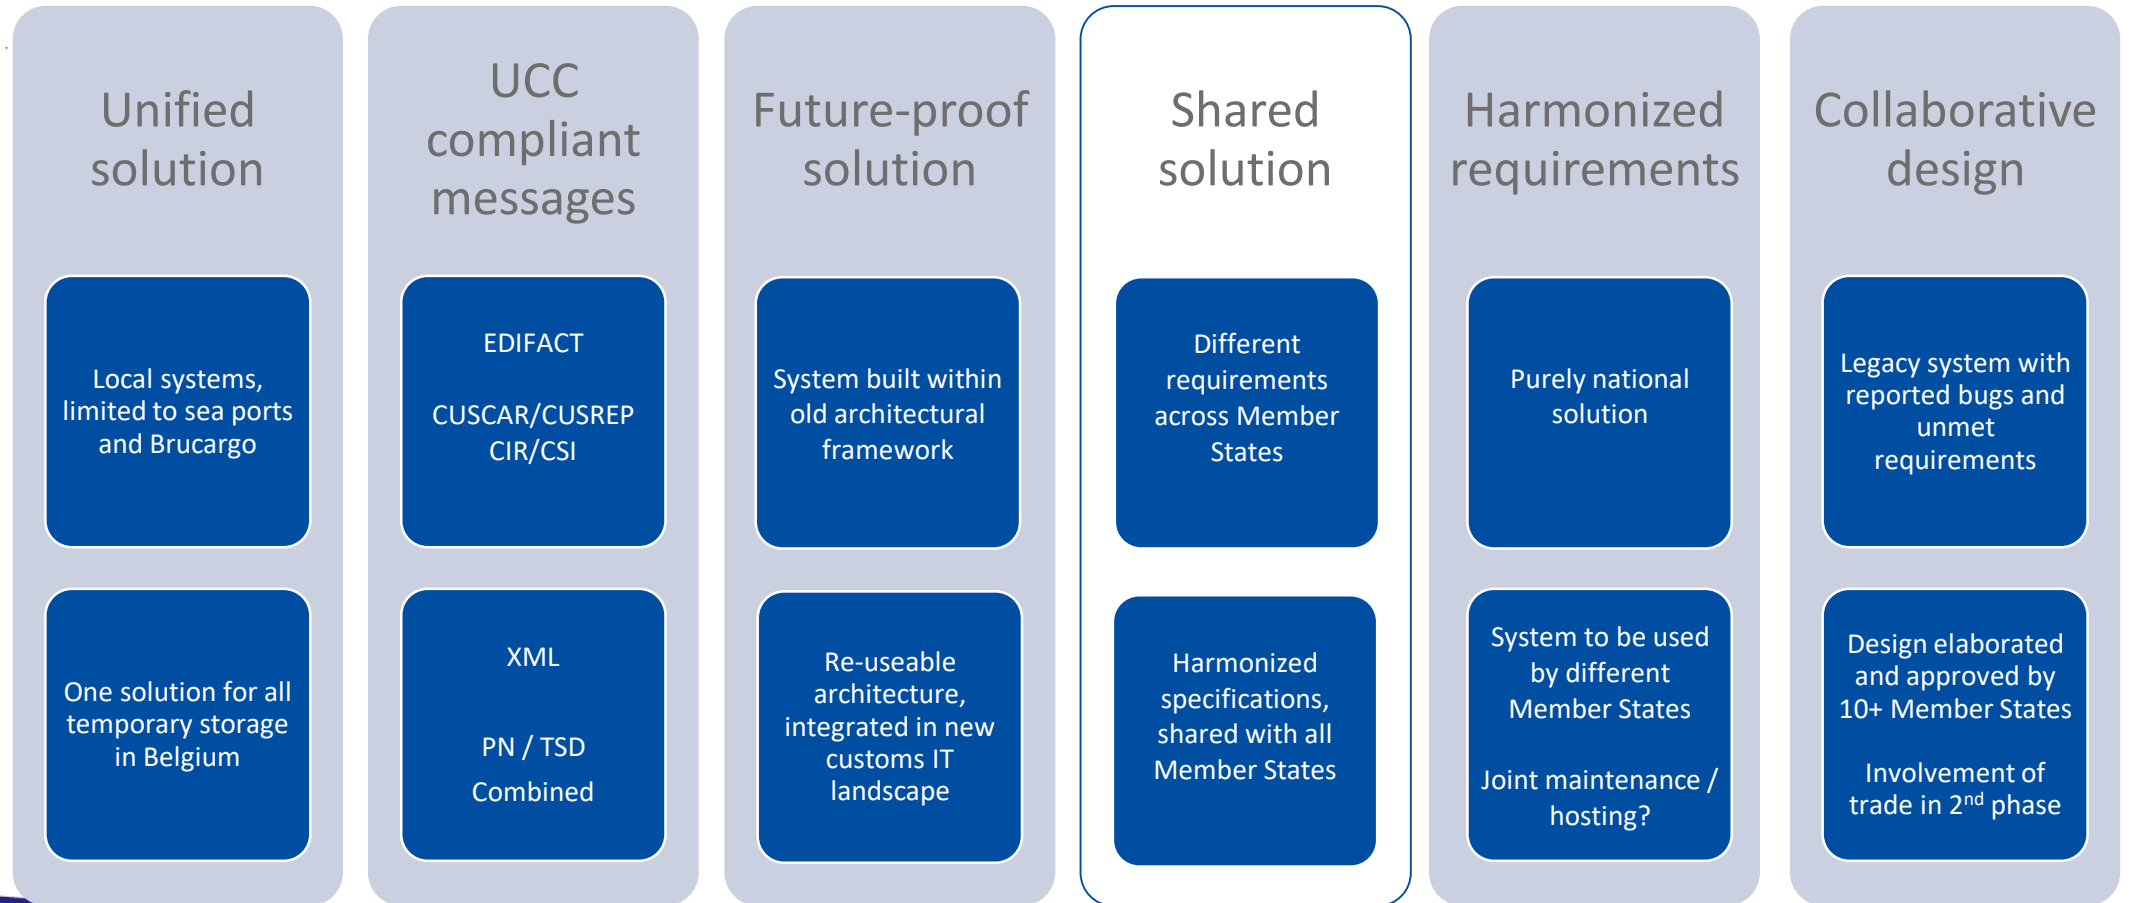 Unified
solution
Local systems,
limited to sea ports
and Brucargo
One solution for all
temporary storage
in Belgium
UCC
compliant
messages
EDIFACT
CUSCAR/CUSREP
CIR/CSI
XML
PN / TSD
Combined
Future-proof
solution
System built within
old architectural
framework
Re-useable
architecture,
integrated in new
customs IT
landscape
Shared
solution
Different
requirements
across Member
States
Harmonized
specifications,
shared with all
Member States
Harmonized
requirements
Purely national
solution
System to be used
by different
Member States
Joint maintenance /
hosting?
Collaborative
design
Legacy system with
reported bugs and
unmet
requirements
Design elaborated
and approved by
10+ Member States
Involvement of
trade in 2nd phase